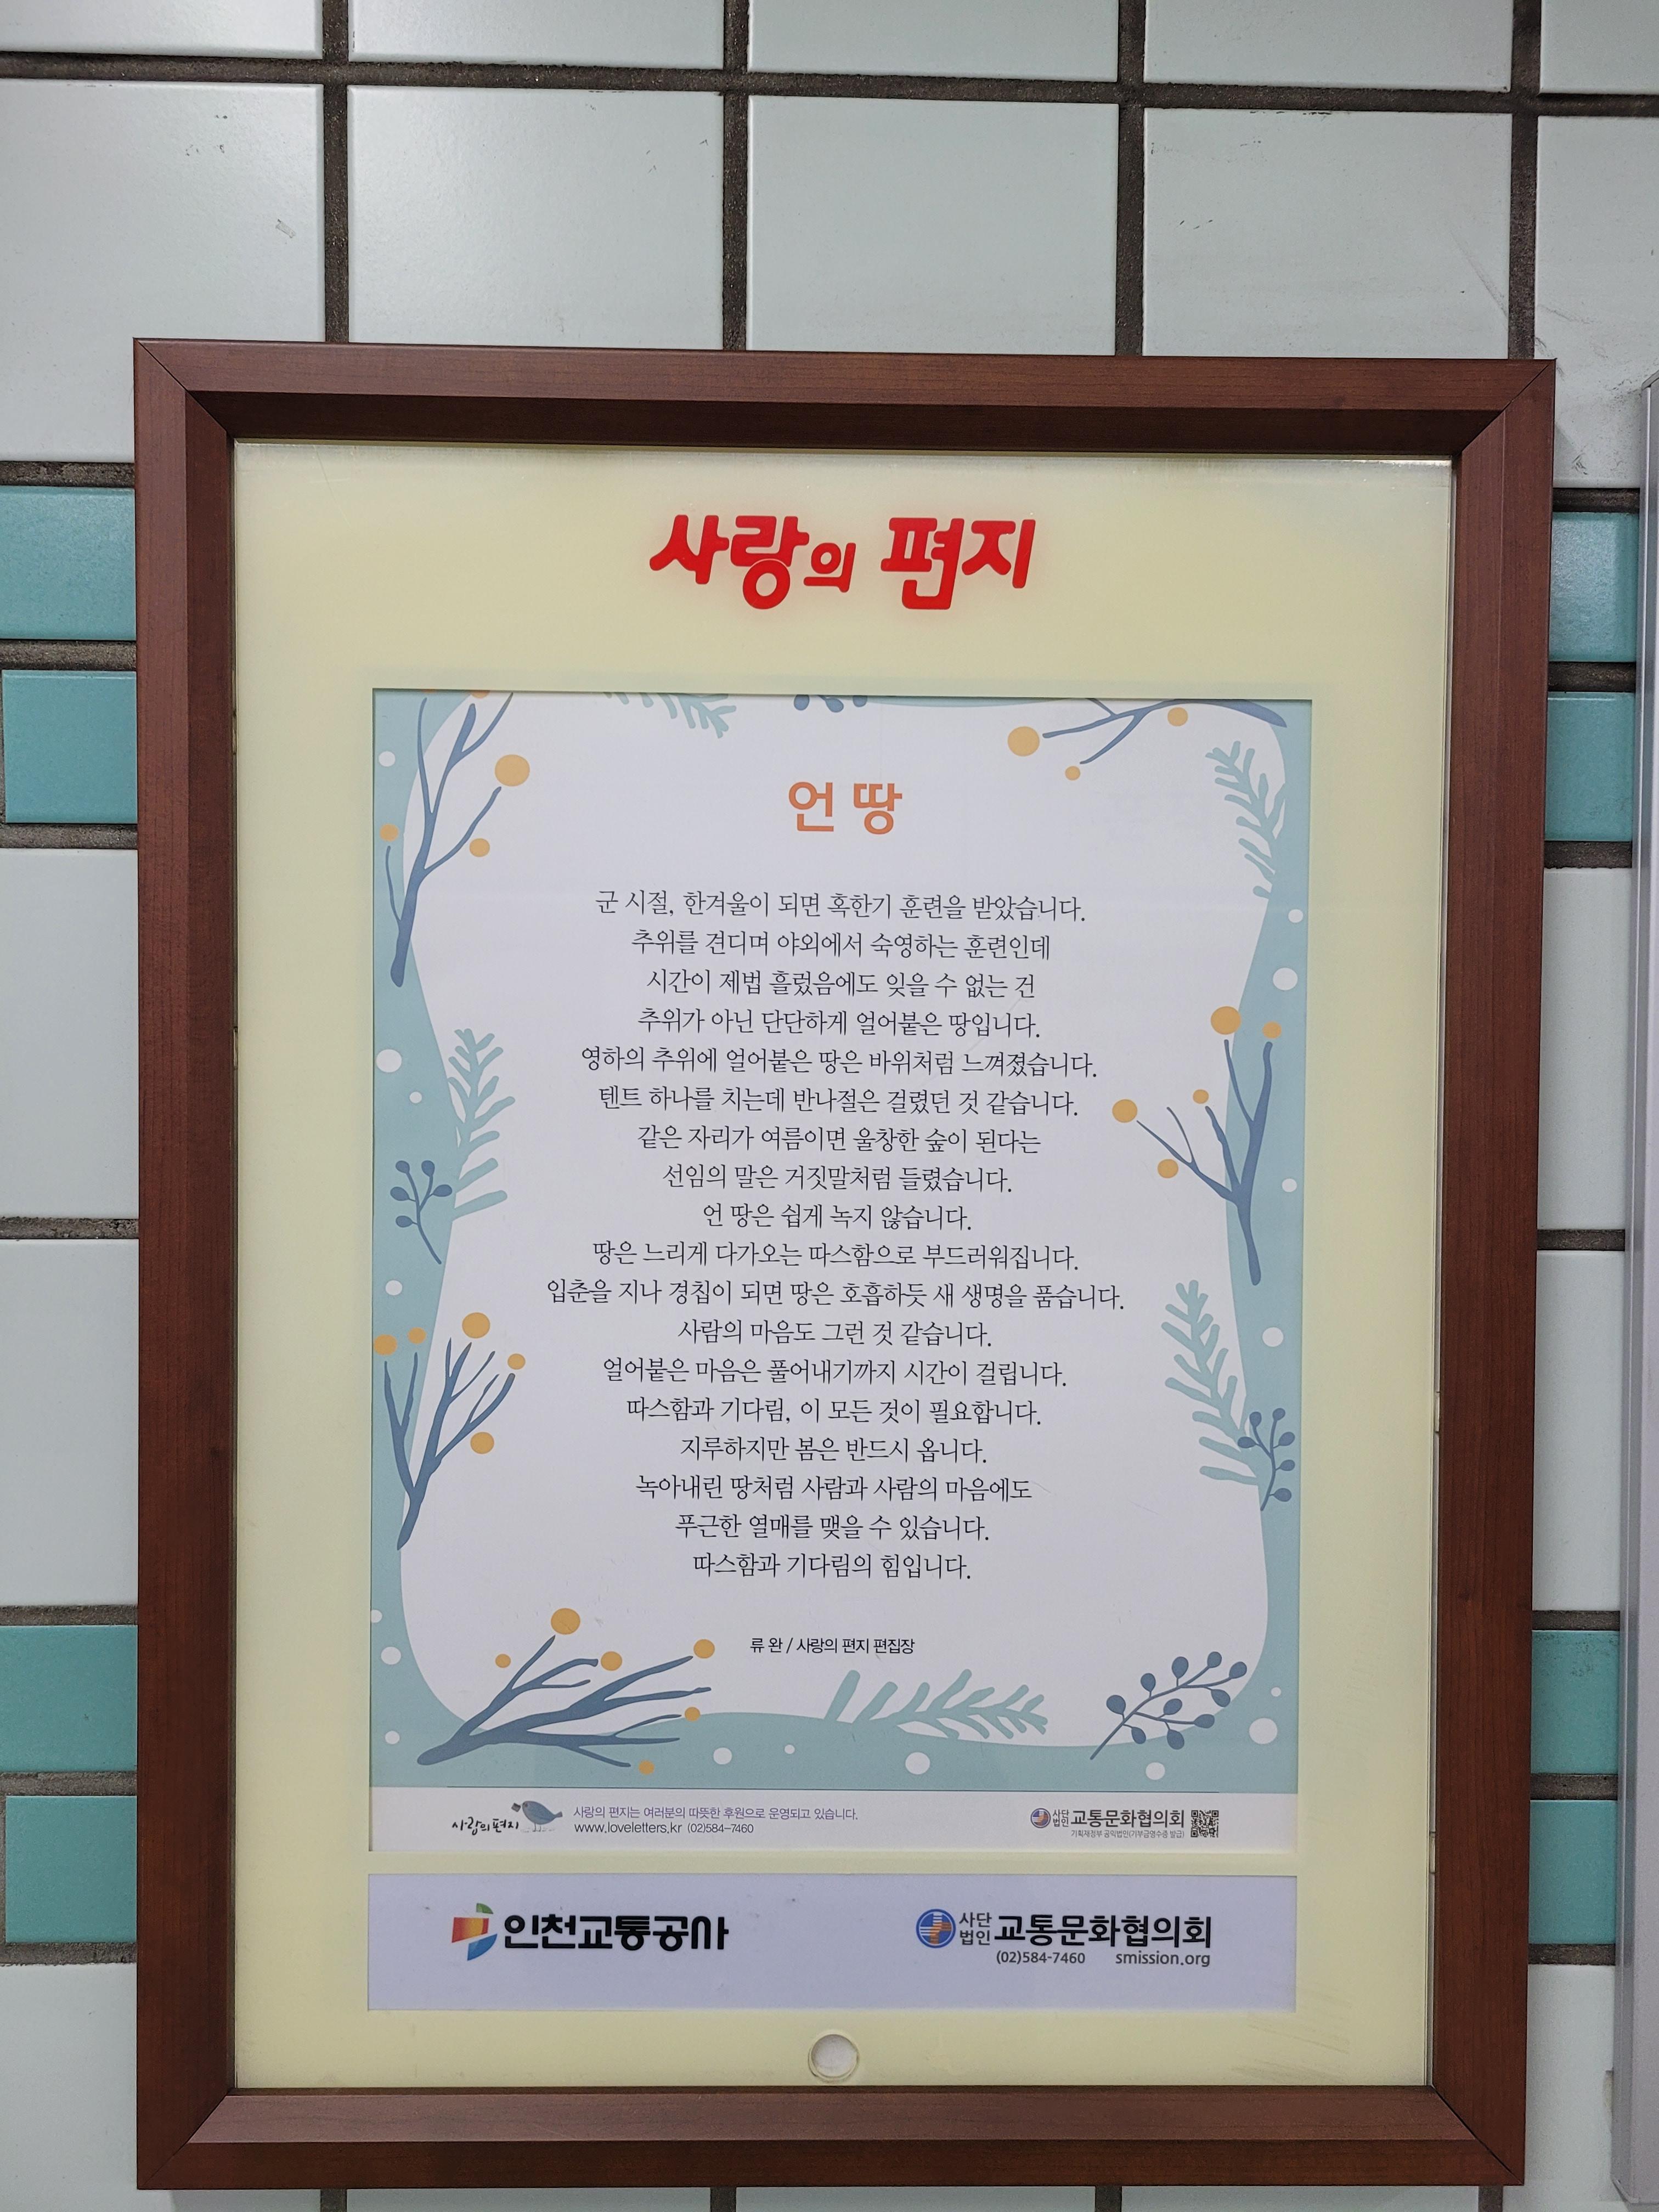 사랑의 편지
언 땅
군 시절, 한겨울이 되면 혹한기 훈련을 받았습니다.
추위를 견디며 야외에서 숙영하는 훈련인데
시간이 제법 흘렀음에도 잊을 수 없는 건
추위가 아닌 단단하게 얼어붙은 땅입니다.
영하의 추위에 얼어붙은 땅은 바위처럼 느껴졌습니다.
텐트 하나를 치는데 반나절은 걸렸던 것 같습니다.
같은 자리가 여름이면 울창한 숲이 된다는
선임의 말은 거짓말처럼 들렸습니다.
언 땅은 쉽게 녹지 않습니다.
땅은 느리게 다가오는 따스함으로 부드러워집니다.
입춘을 지나 경칩이 되면 땅은 호흡하듯 새 생명을 품습니다.
사람의 마음도 그런 것 같습니다.
얼어붙은 마음은 풀어내기까지 시간이 걸립니다.
따스함과 기다림, 이 모든 것이 필요합니다.
지루하지만 봄은 반드시 옵니다.
녹아내린 땅처럼 사람과 사람의 마음에도
푸근한 열매를 맺을 수 있습니다.
따스함과 기다림의 힘입니다.
류 완 / 사랑의 편지 편집장
사랑의 편지
사랑의 편지는 여러분의 따뜻한 후원으로 운영되고 있습니다.
www.loveletters.kr (02)584-7460
사단법인 교통문화협의회
기획재정부 공익법인(기부금영수증 발급)
인천교통공사
사단법인 교통문화협의회
(02)584-7460 smission.org